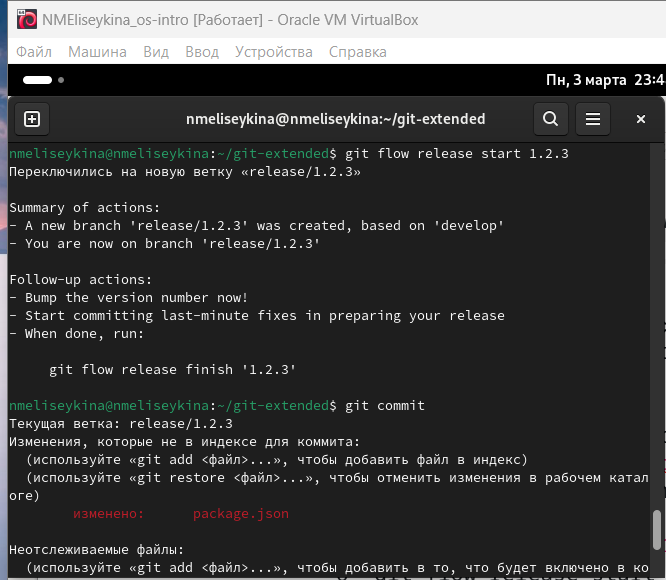 NMEliseykina_os-intro [Работает] - Oracle VM VirtualBox
Файл Машина Вид Ввод Устройства Справка
Пн, 3 марта 23:4
nmeliseykina@nmeliseykina:~/git-extended
nmeliseykina@nmeliseykina:~/git-extended$ git flow release start 1.2.3
Переключились на новую ветку «release/1.2.3»
Summary of actions:
- A new branch 'release/1.2.3' was created, based on 'develop'
- You are now on branch 'release/1.2.3'
Follow-up actions:
- Bump the version number now!
- Start committing last-minute fixes in preparing your release
- When done, run:
git flow release finish '1.2.3'
nmeliseykina@nmeliseykina:~/git-extended$ git commit
Текущая ветка: release/1.2.3
Изменения, которые не в индексе для коммита:
(используйте «git add <файл>...», чтобы добавить файл в индекс)
(используйте «git restore <файл>...», чтобы отменить изменения в рабочем катал
оге)
изменено: package.json
Неотслеживаемые файлы:
(используйте «git add <файл>...», чтобы добавить в то, что будет включено в ко